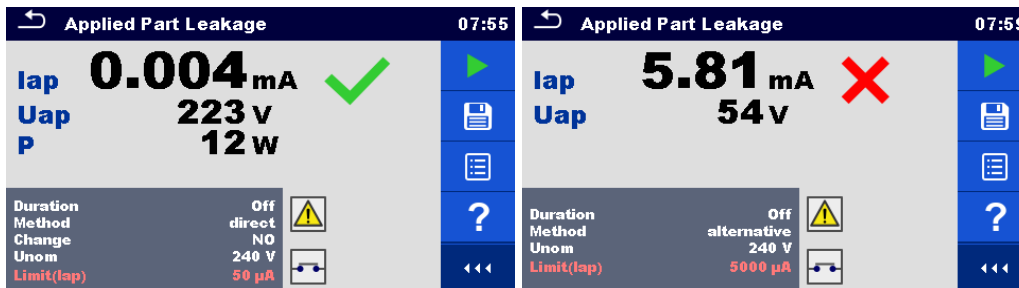 Applied Part Leakage 07:55
Iap 0.004 mA
Uap 223 V
P 12 W
Duration Off
Method direct
Change NO
Unom 240 V
Limit(Iap) 50 µA
?
Applied Part Leakage 07:59
Iap 5.81 mA
Uap 54 V
Duration Off
Method alternative
Unom 240 V
Limit(Iap) 5000 µA
?